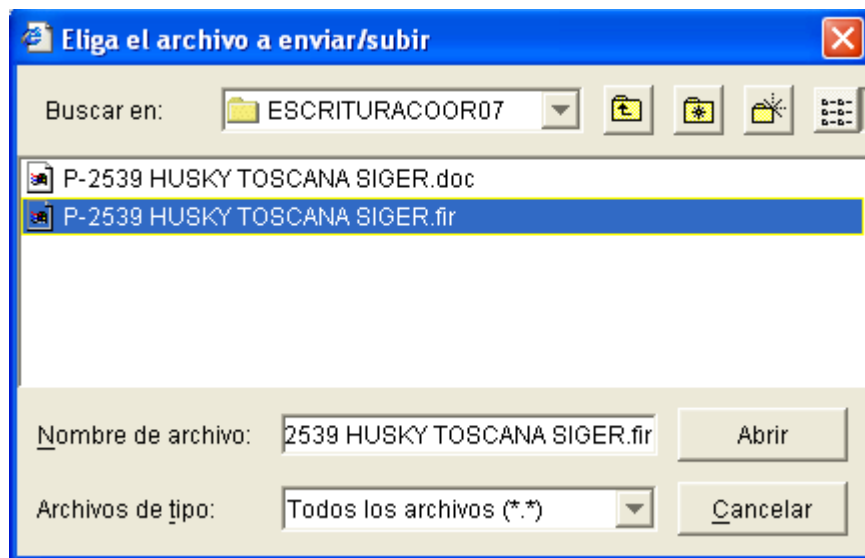 Eliga el archivo a enviar/subir
Buscar en: ESCRITURACOOR07
P-2539 HUSKY TOSCANA SIGER.doc
P-2539 HUSKY TOSCANA SIGER.fir
Nombre de archivo: 2539 HUSKY TOSCANA SIGER.fir Abrir
Archivos de tipo: Todos los archivos (*.*) Cancelar